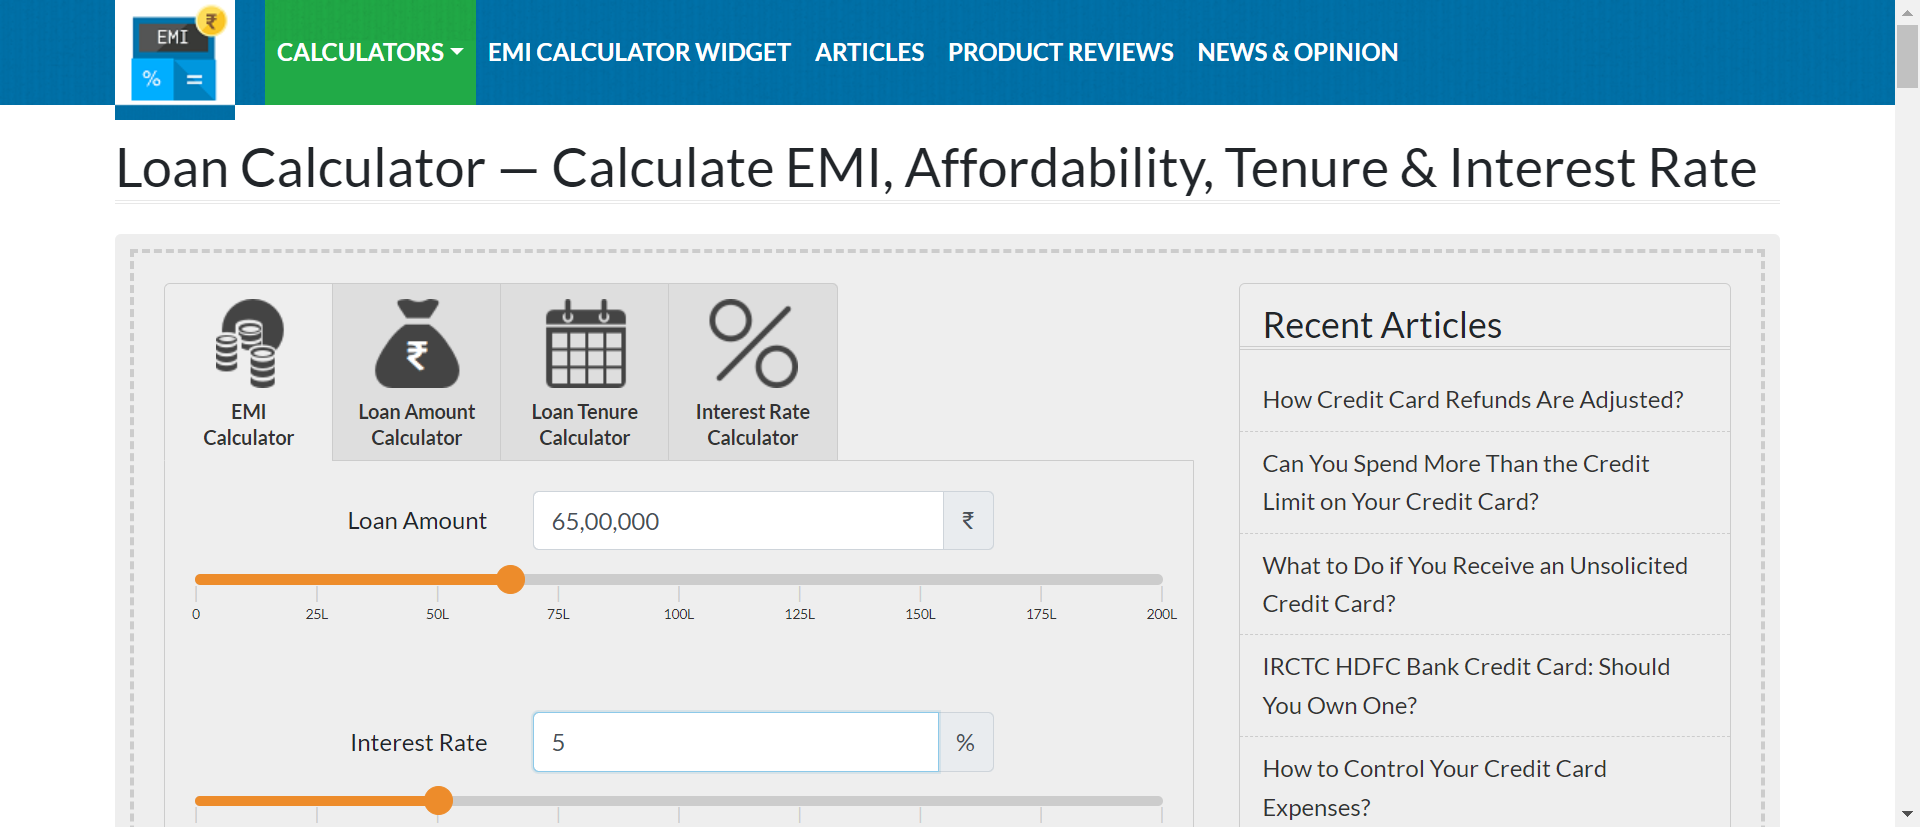 EMI
₹
%
=
CALCULATORS
EMI CALCULATOR WIDGET
ARTICLES
PRODUCT REVIEWS
NEWS & OPINION
Loan Calculator — Calculate EMI, Affordability, Tenure & Interest Rate
EMI
Calculator
₹
Loan Amount
Calculator
Loan Tenure
Calculator
Interest Rate
Calculator
Loan Amount
65,00,000
₹
0
25L
50L
75L
100L
125L
150L
175L
200L
Interest Rate
5
%
Recent Articles
How Credit Card Refunds Are Adjusted?
Can You Spend More Than the Credit
Limit on Your Credit Card?
What to Do if You Receive an Unsolicited
Credit Card?
IRCTC HDFC Bank Credit Card: Should
You Own One?
How to Control Your Credit Card
Expenses?